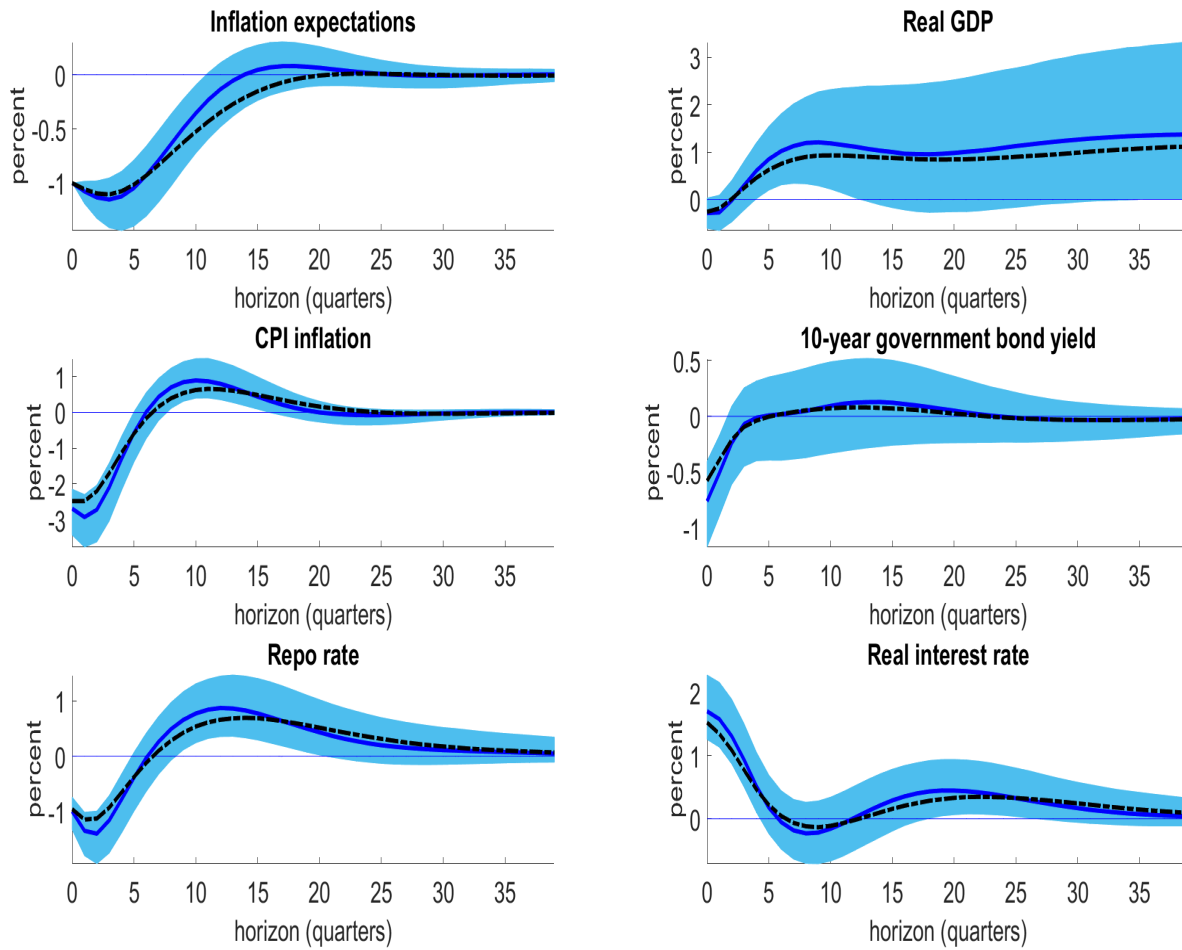 Inflation expectations
percent
0
-0.5
-1
0 5 10 15 20 25 30 35
horizon (quarters)
Real GDP
percent
3
2
1
0
0 5 10 15 20 25 30 35
horizon (quarters)
CPI inflation
percent
1
0
-1
-2
-3
0 5 10 15 20 25 30 35
horizon (quarters)
10-year government bond yield
percent
0.5
0
-0.5
-1
0 5 10 15 20 25 30 35
horizon (quarters)
Repo rate
percent
1
0
-1
0 5 10 15 20 25 30 35
horizon (quarters)
Real interest rate
percent
2
1
0
0 5 10 15 20 25 30 35
horizon (quarters)